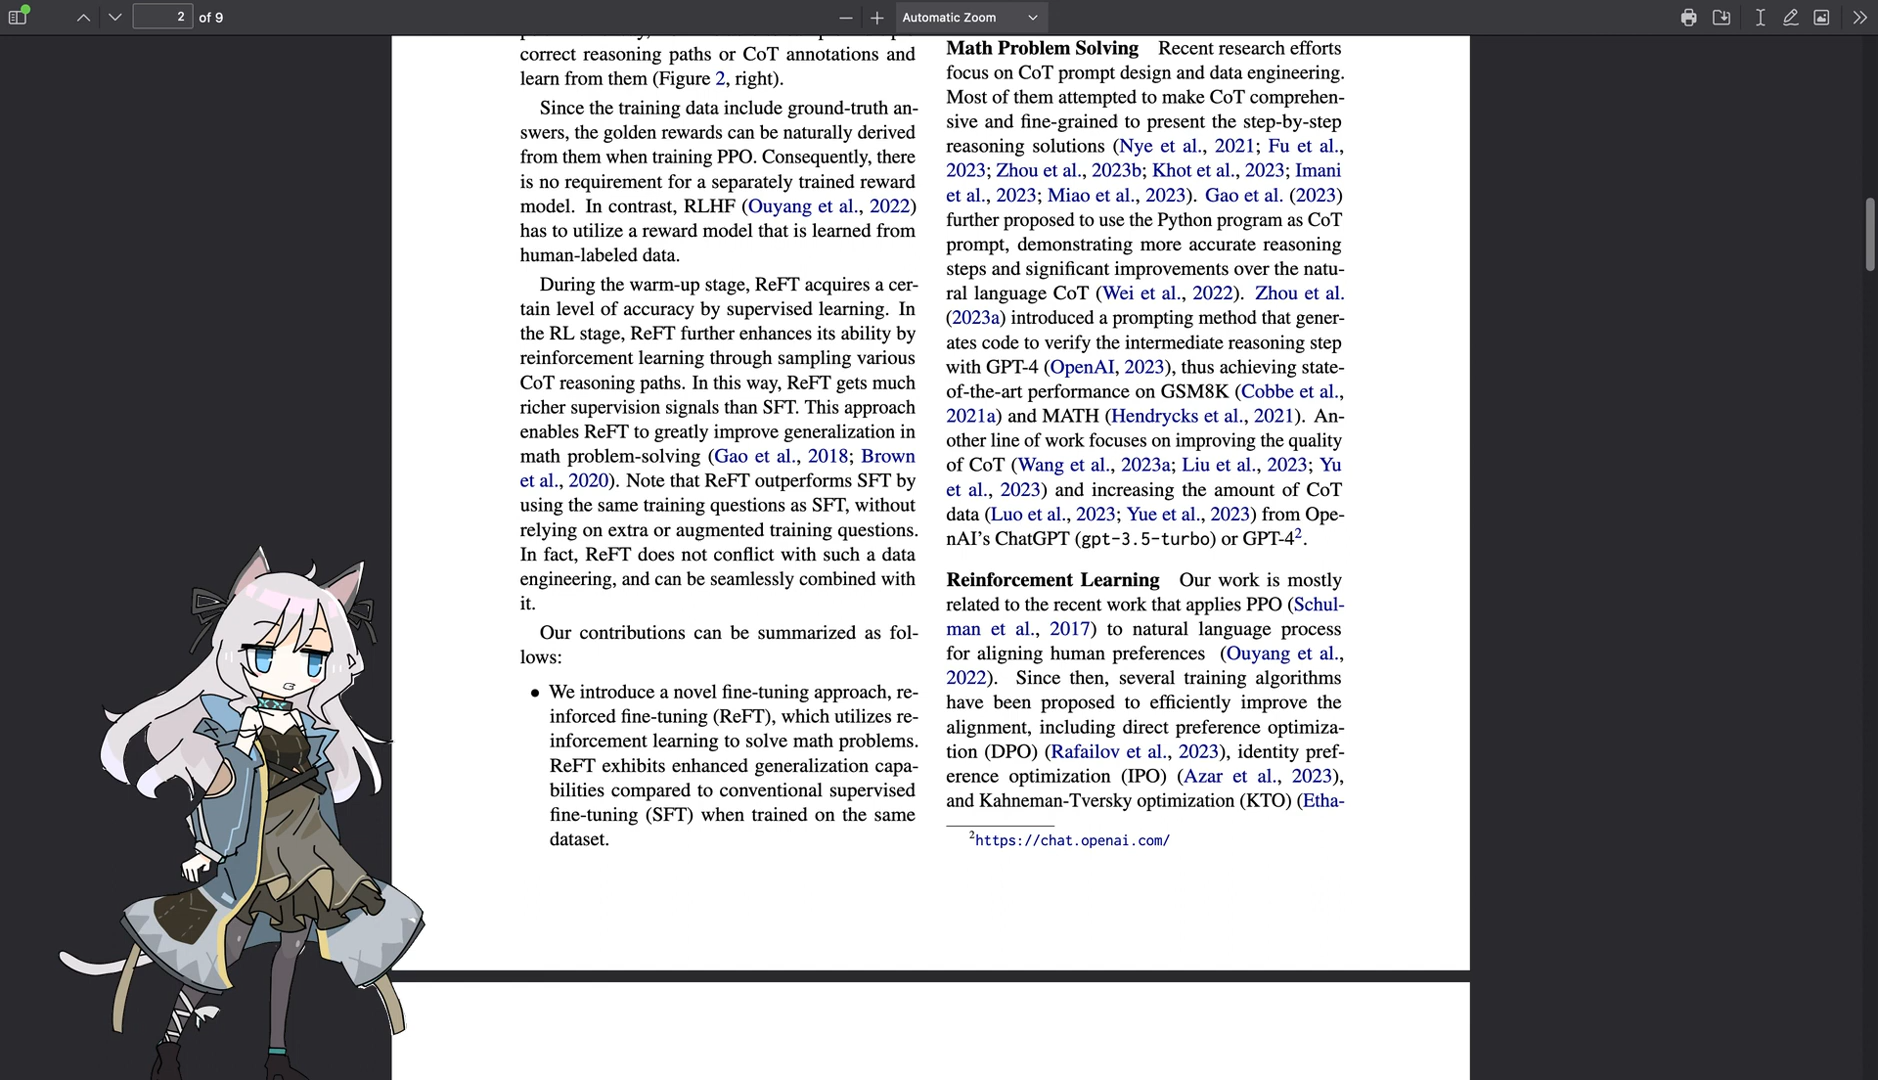 2
of 9
Automatic Zoom
correct reasoning paths or CoT annotations and
learn from them (Figure 2, right).
Since the training data include ground-truth an-
swers, the golden rewards can be naturally derived
from them when training PPO. Consequently, there
is no requirement for a separately trained reward
model. In contrast, RLHF (Ouyang et al., 2022)
has to utilize a reward model that is learned from
human-labeled data.
During the warm-up stage, ReFT acquires a cer-
tain level of accuracy by supervised learning. In
the RL stage, ReFT further enhances its ability by
reinforcement learning through sampling various
CoT reasoning paths. In this way, ReFT gets much
richer supervision signals than SFT. This approach
enables ReFT to greatly improve generalization in
math problem-solving (Gao et al., 2018; Brown
et al., 2020). Note that ReFT outperforms SFT by
using the same training questions as SFT, without
relying on extra or augmented training questions.
In fact, ReFT does not conflict with such a data
engineering, and can be seamlessly combined with
it.
Our contributions can be summarized as fol-
lows:
• We introduce a novel fine-tuning approach, re-
inforced fine-tuning (ReFT), which utilizes re-
inforcement learning to solve math problems.
ReFT exhibits enhanced generalization capa-
bilities compared to conventional supervised
fine-tuning (SFT) when trained on the same
dataset.
Math Problem Solving Recent research efforts
focus on CoT prompt design and data engineering.
Most of them attempted to make CoT comprehen-
sive and fine-grained to present the step-by-step
reasoning solutions (Nye et al., 2021; Fu et al.,
2023; Zhou et al., 2023b; Khot et al., 2023; Imani
et al., 2023; Miao et al., 2023). Gao et al. (2023)
further proposed to use the Python program as CoT
prompt, demonstrating more accurate reasoning
steps and significant improvements over the natu-
ral language CoT (Wei et al., 2022). Zhou et al.
(2023a) introduced a prompting method that gener-
ates code to verify the intermediate reasoning step
with GPT-4 (OpenAI, 2023), thus achieving state-
of-the-art performance on GSM8K (Cobbe et al.,
2021a) and MATH (Hendrycks et al., 2021). An-
other line of work focuses on improving the quality
of CoT (Wang et al., 2023a; Liu et al., 2023; Yu
et al., 2023) and increasing the amount of CoT
data (Luo et al., 2023; Yue et al., 2023) from Ope-
nAI's ChatGPT (gpt-3.5-turbo) or GPT-4².
Reinforcement Learning Our work is mostly
related to the recent work that applies PPO (Schul-
man et al., 2017) to natural language process
for aligning human preferences (Ouyang et al.,
2022). Since then, several training algorithms
have been proposed to efficiently improve the
alignment, including direct preference optimiza-
tion (DPO) (Rafailov et al., 2023), identity pref-
erence optimization (IPO) (Azar et al., 2023),
and Kahneman-Tversky optimization (KTO) (Etha-
²https://chat.openai.com/